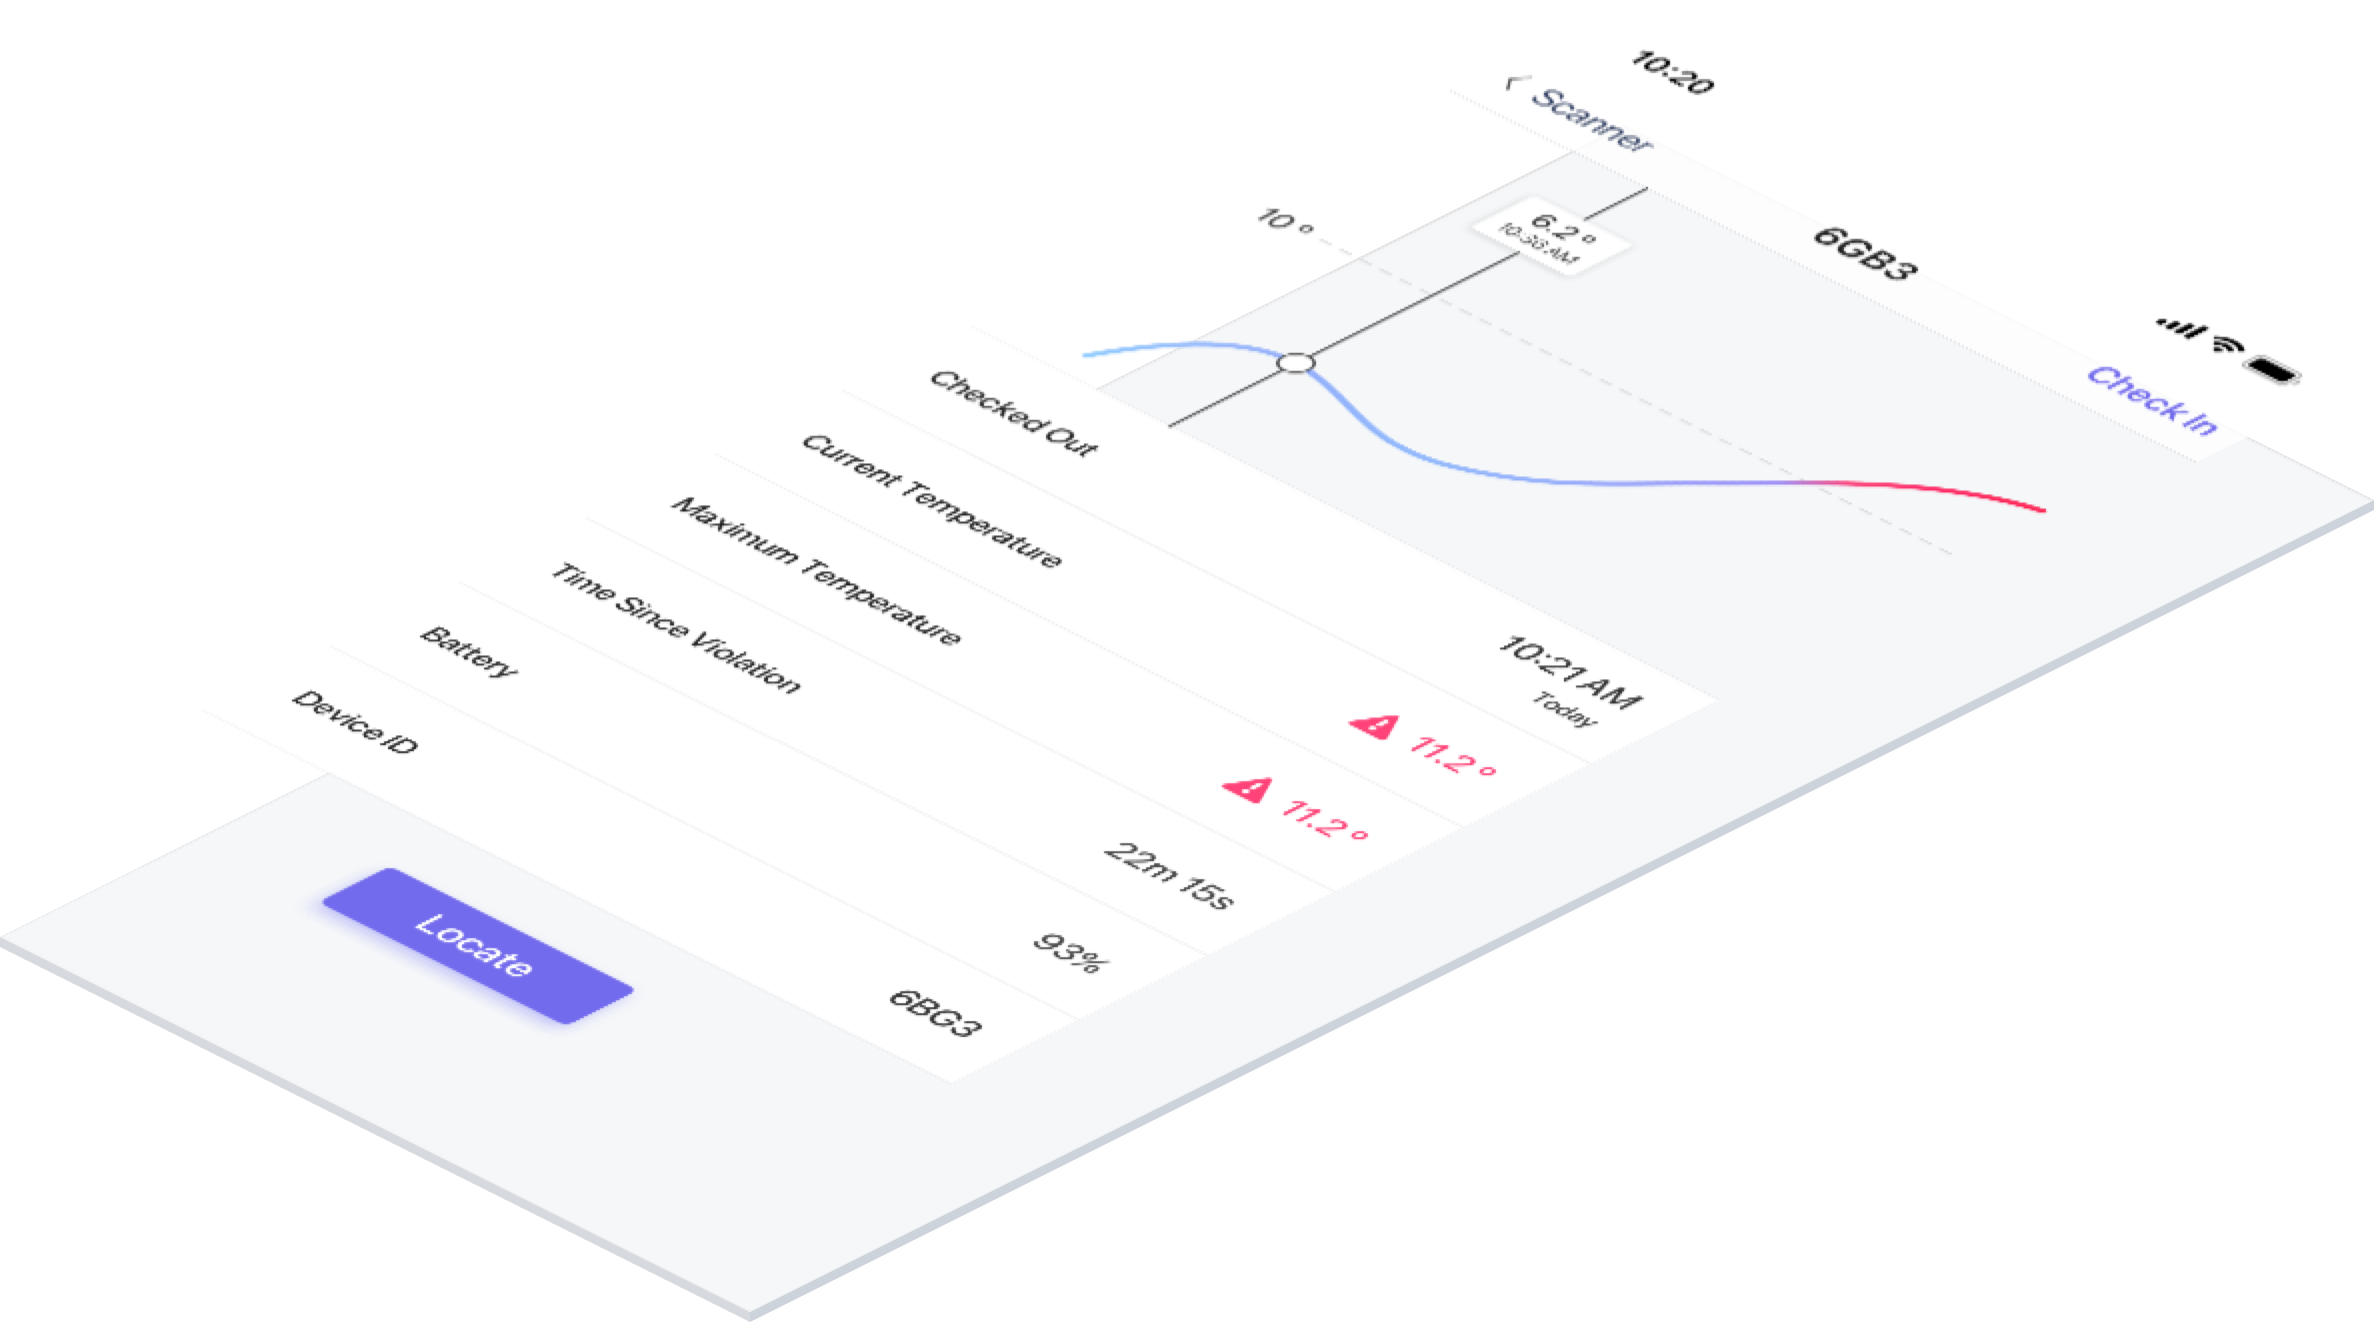 10:20
Scanner
6GB3
Check In
6.2°
10:36 AM
10°
Checked Out
10:21 AM
Today
Current Temperature
11.2°
Maximum Temperature
11.2°
Time Since Violation
22m 15s
Battery
93%
Device ID
6BG3
Locate